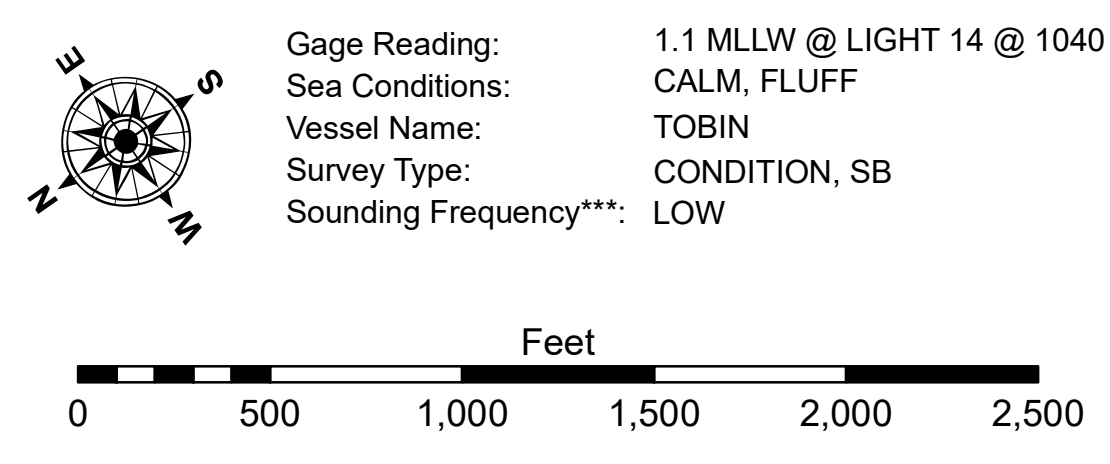 E
S
N
W
Gage Reading: 1.1 MLLW @ LIGHT 14 @ 1040
Sea Conditions: CALM, FLUFF
Vessel Name: TOBIN
Survey Type: CONDITION, SB
Sounding Frequency***: LOW
Feet
0 500 1,000 1,500 2,000 2,500